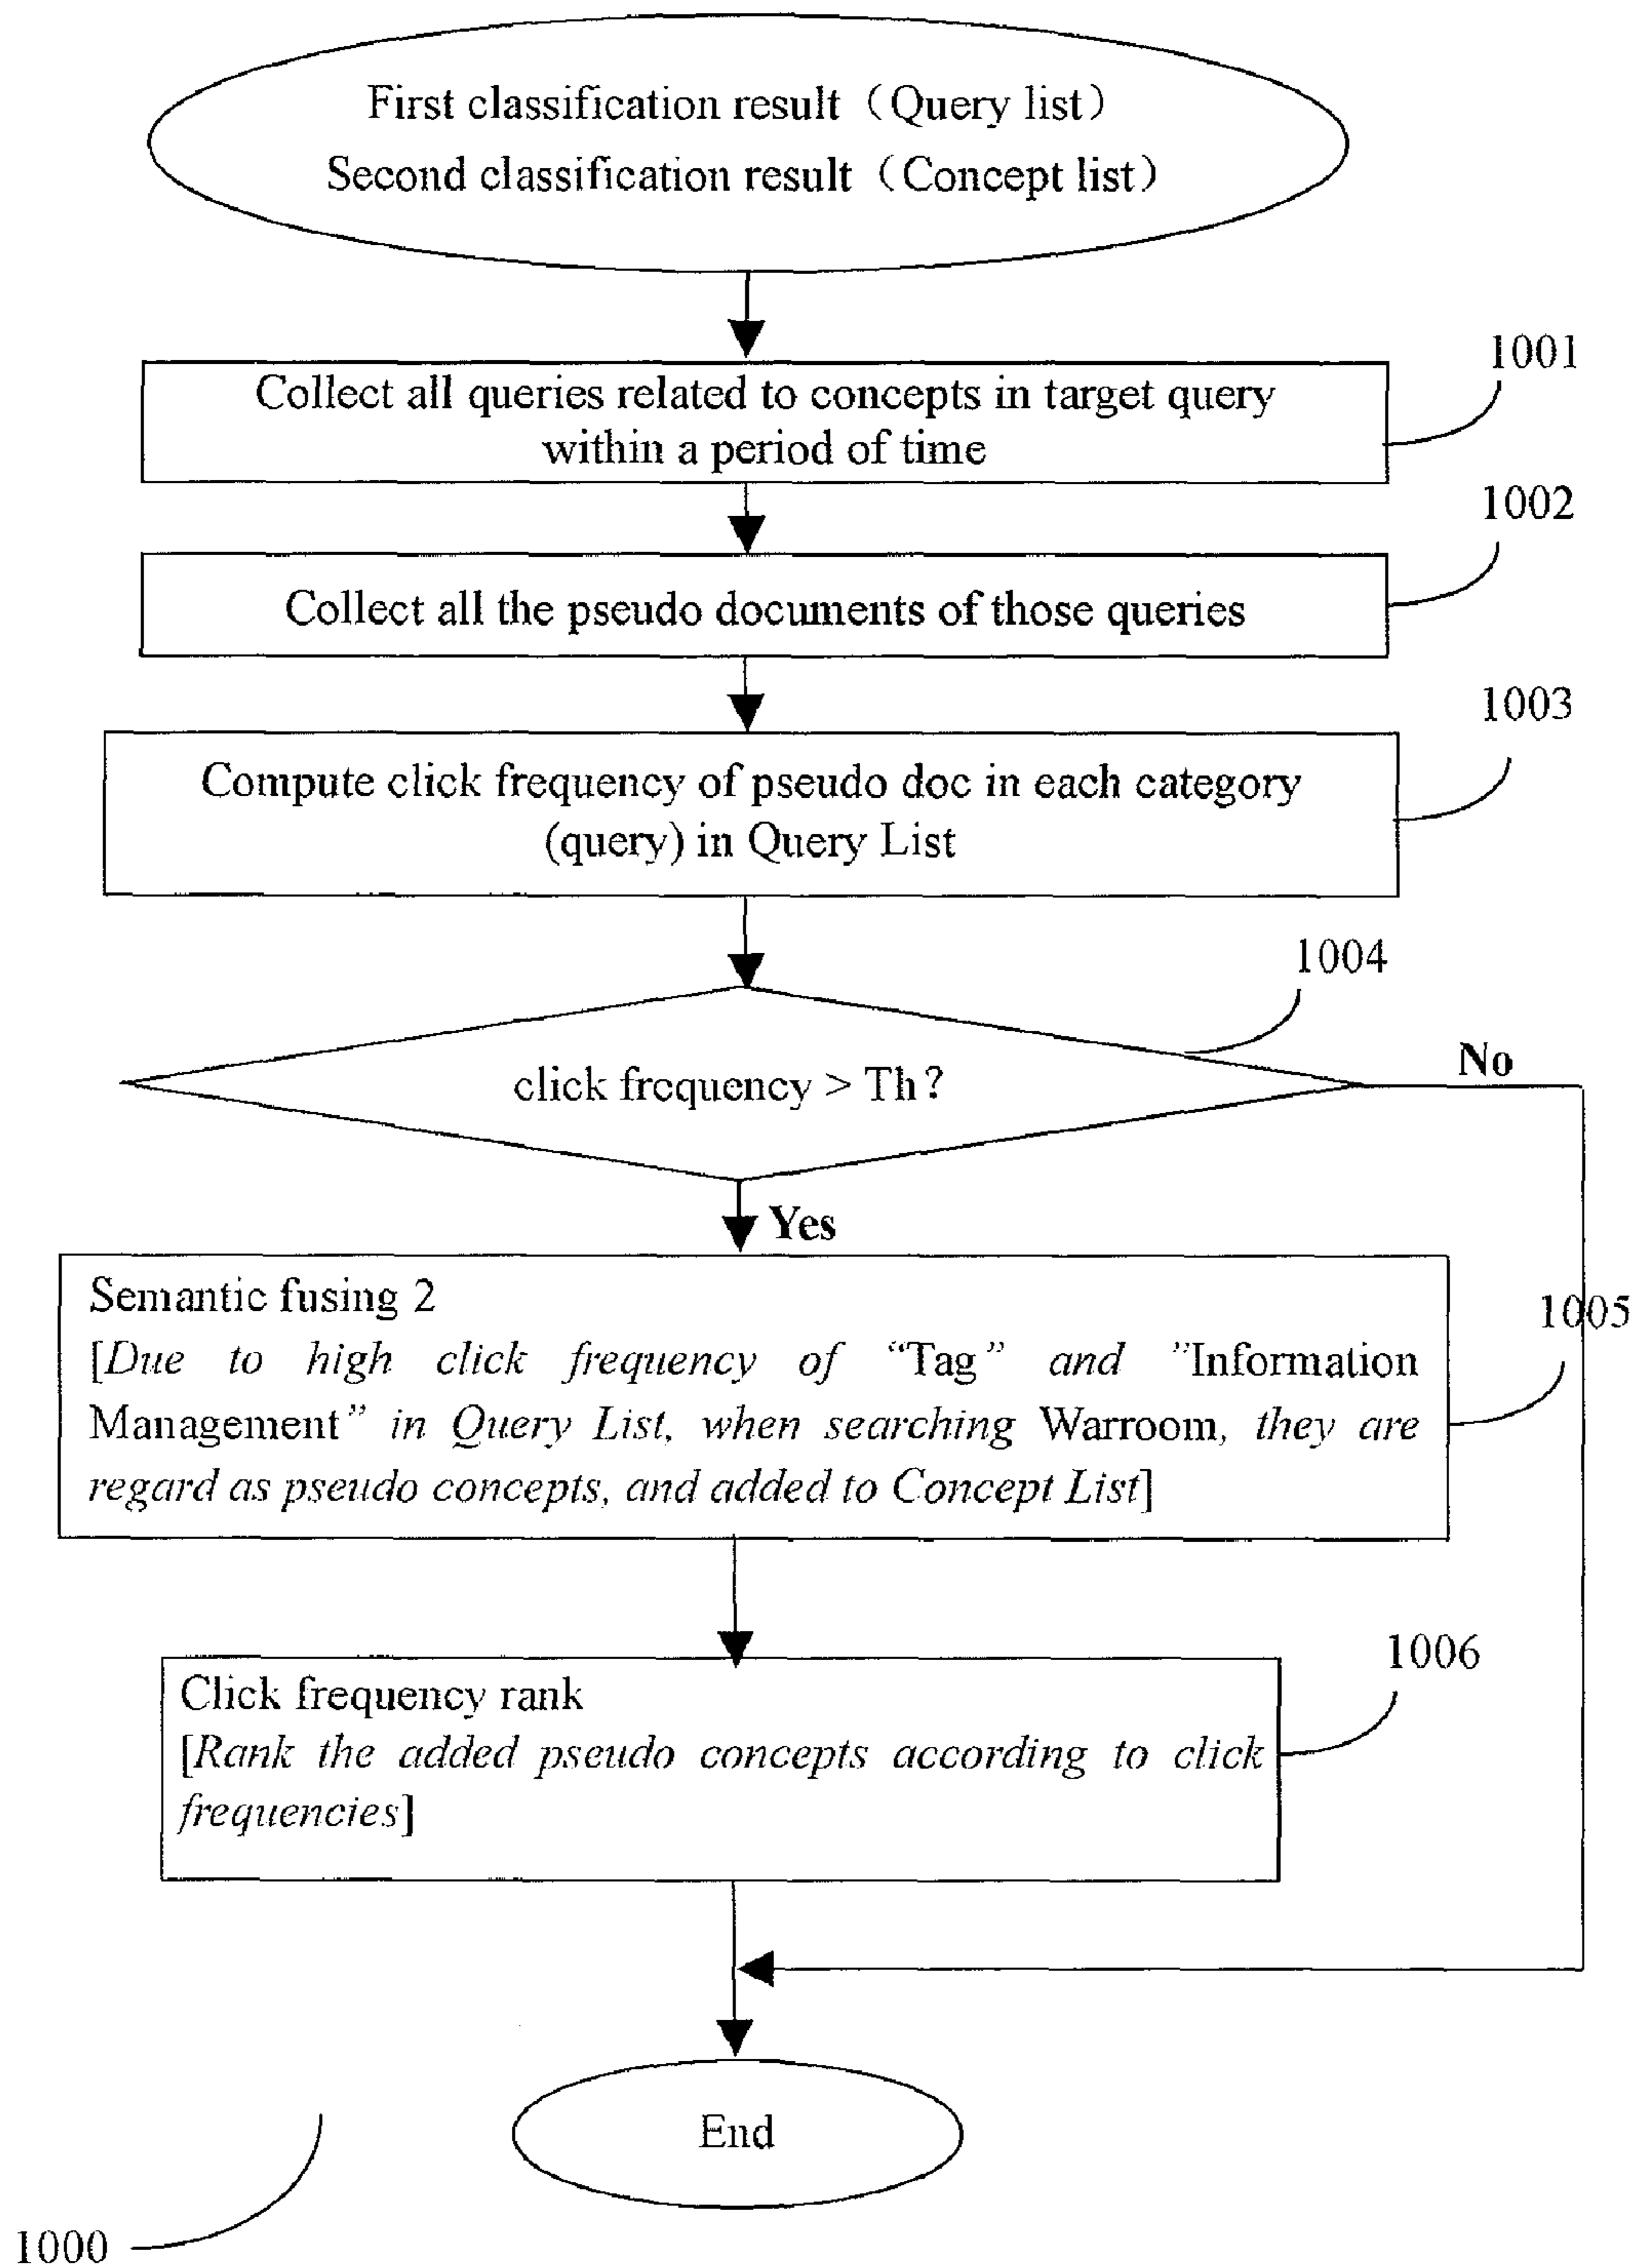 First classification result（Query list）
Second classification result（Concept list）
1001
Collect all queries related to concepts in target query
within a period of time
1002
Collect all the pseudo documents of those queries
1003
Compute click frequency of pseudo doc in each category
(query) in Query List
1004
click frequency > Th?
No
Yes
Semantic fusing 2
1005
[Due to high click frequency of “Tag” and ”Information
Management” in Query List, when searching Warroom, they are
regard as pseudo concepts, and added to Concept List]
1006
Click frequency rank
[Rank the added pseudo concepts according to click
frequencies]
End
1000